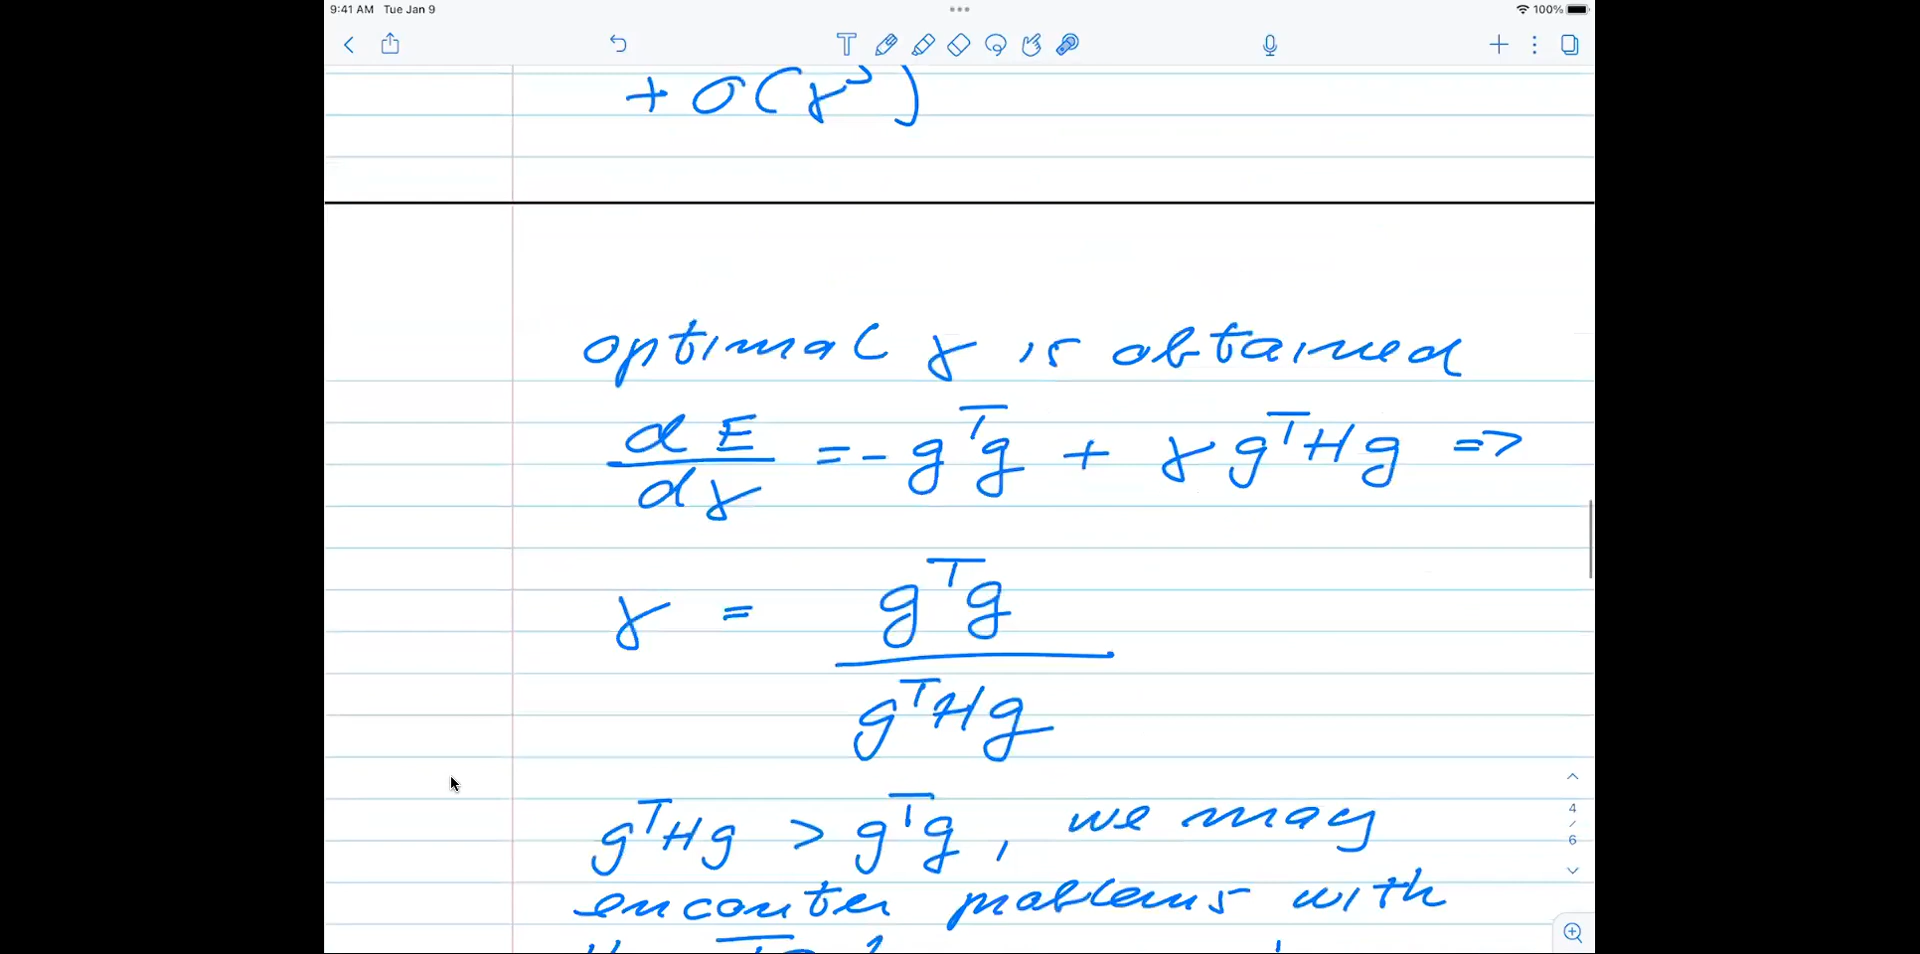 9:41 AM Tue Jan 9
100%
+ O(γ³)
optimal γ is obtained
dE/dγ = - gᵀg + γ gᵀHg =>
γ = gᵀg / gᵀHg
gᵀHg > gᵀg, we may
enconter problems with
4 / 6